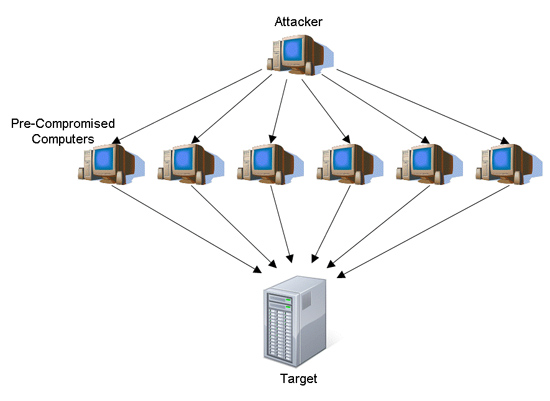 Attacker
Pre-Compromised
Computers
Target